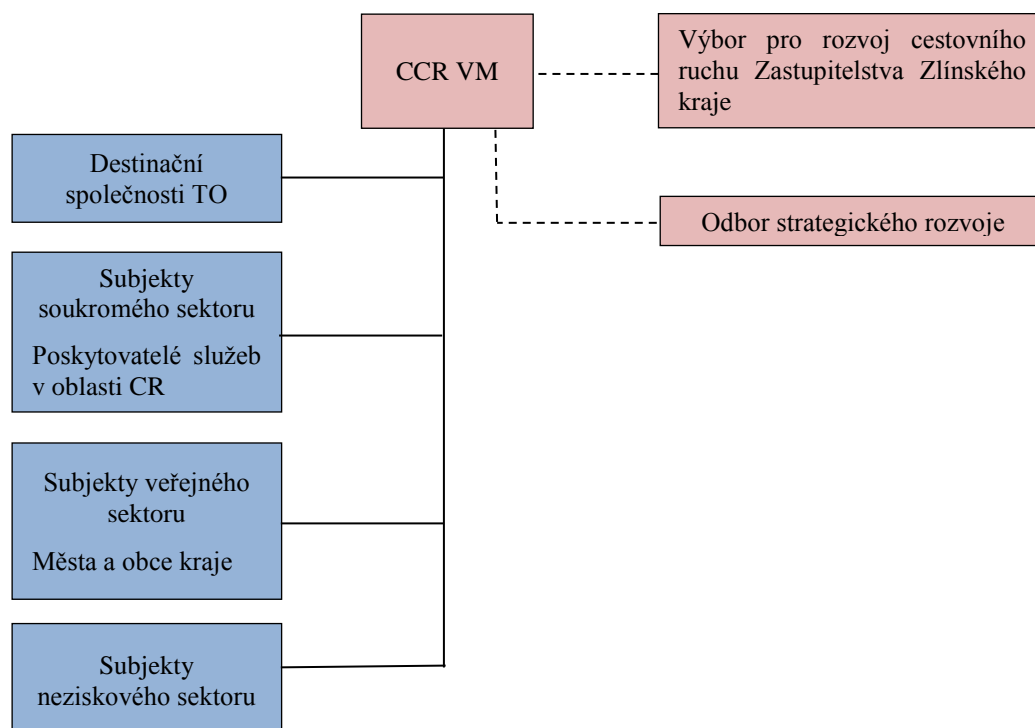 CCR VM
Výbor pro rozvoj cestovního
ruchu Zastupitelstva Zlínského
kraje
Destinační
společnosti TO
Odbor strategického rozvoje
Subjekty
soukromého sektoru
Poskytovatelé služeb
v oblasti CR
Subjekty veřejného
sektoru
Města a obce kraje
Subjekty
neziskového sektoru